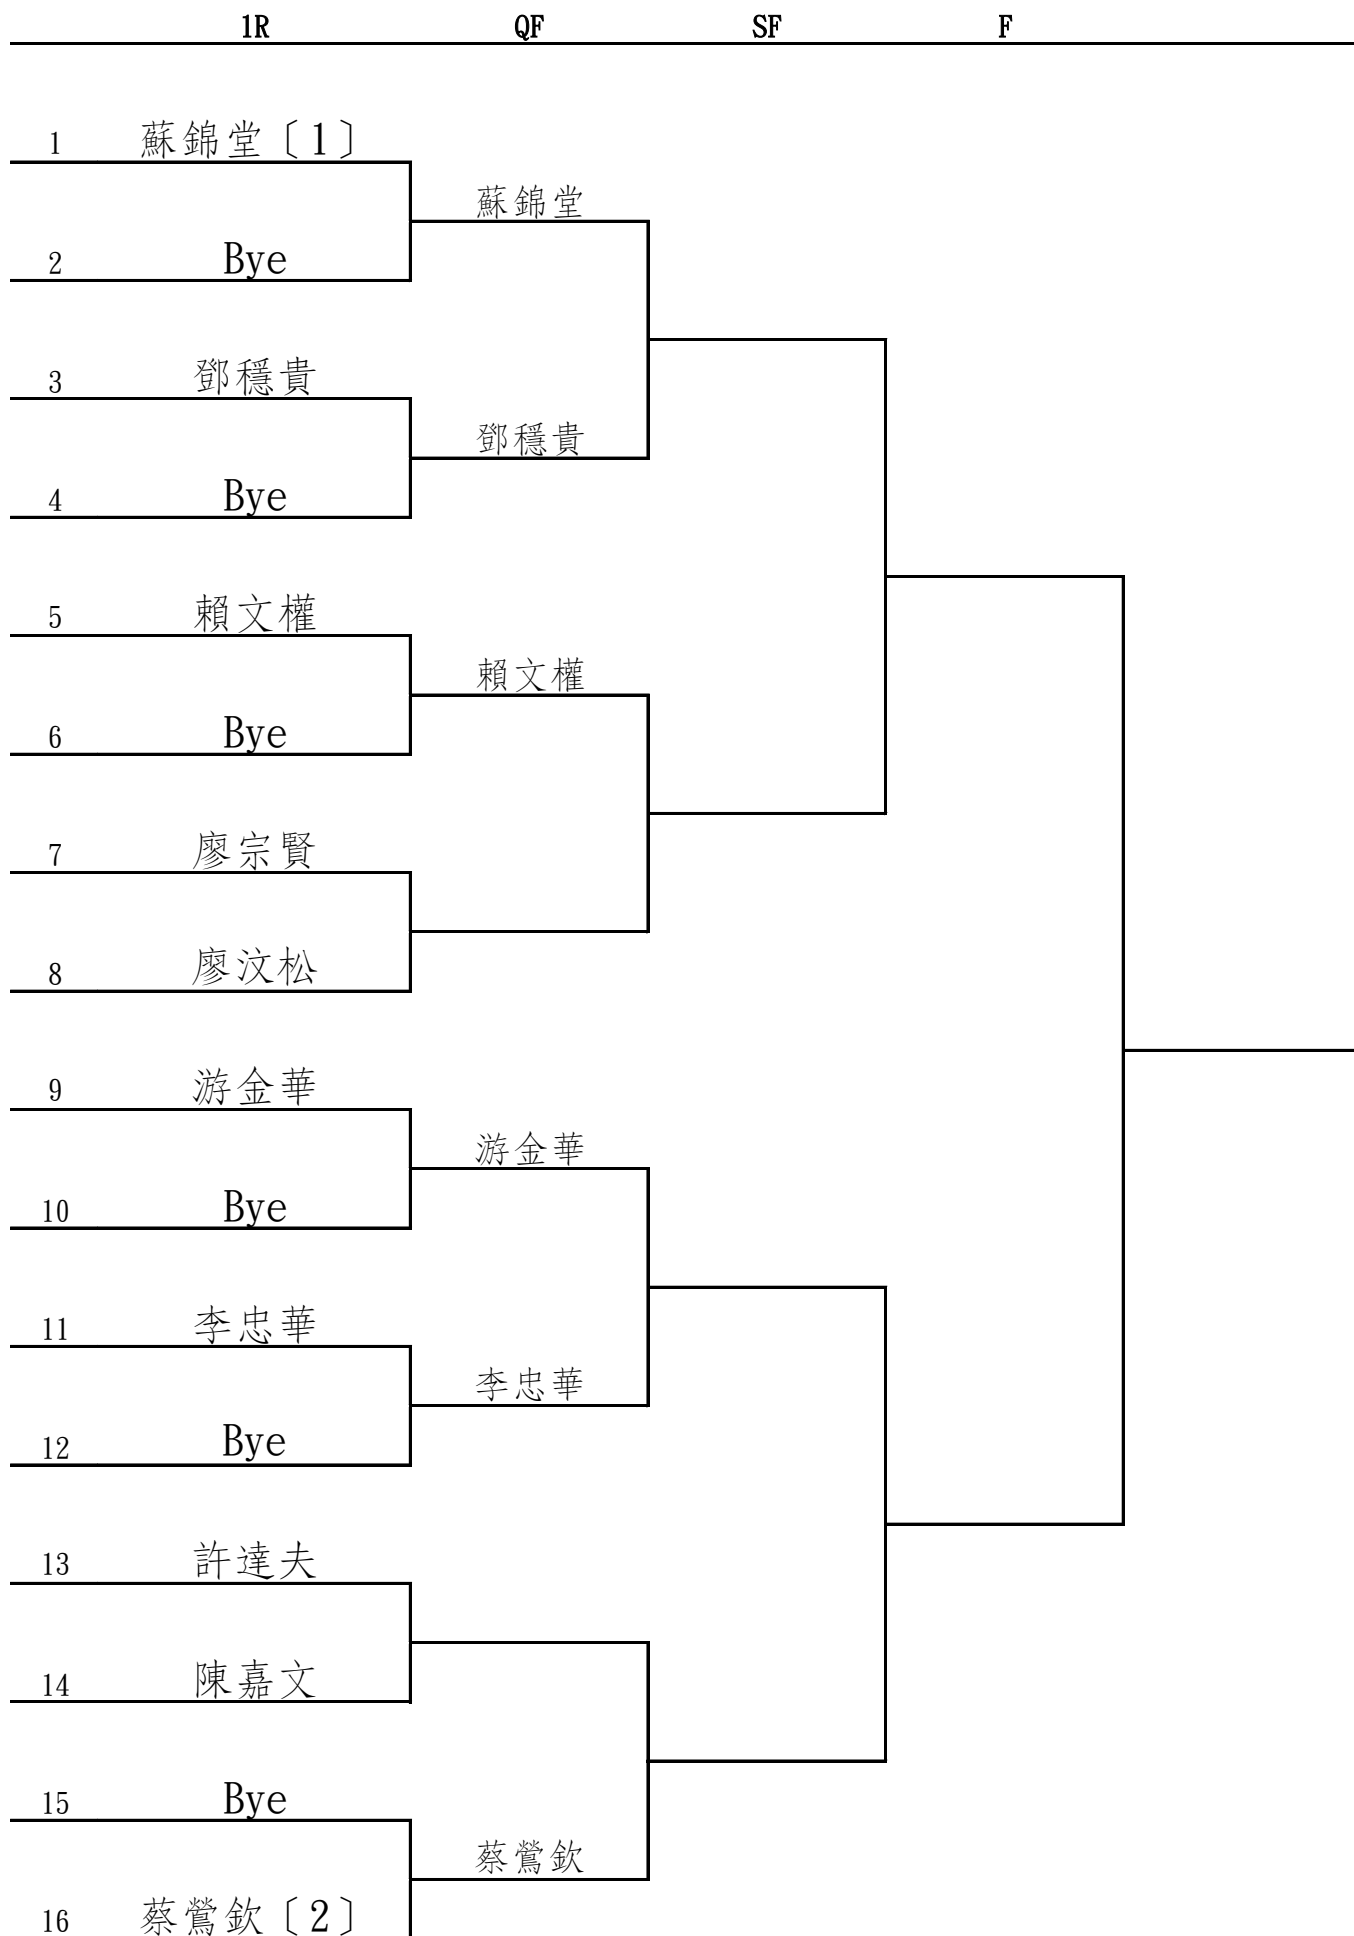 1R QF SF F
1 蘇錦堂〔1〕
蘇錦堂
2 Bye
3 鄧穩貴
鄧穩貴
4 Bye
5 賴文權
賴文權
6 Bye
7 廖宗賢
8 廖汶松
9 游金華
游金華
10 Bye
11 李忠華
李忠華
12 Bye
13 許達夫
14 陳嘉文
15 Bye
蔡鶯欽
16 蔡鶯欽〔2〕